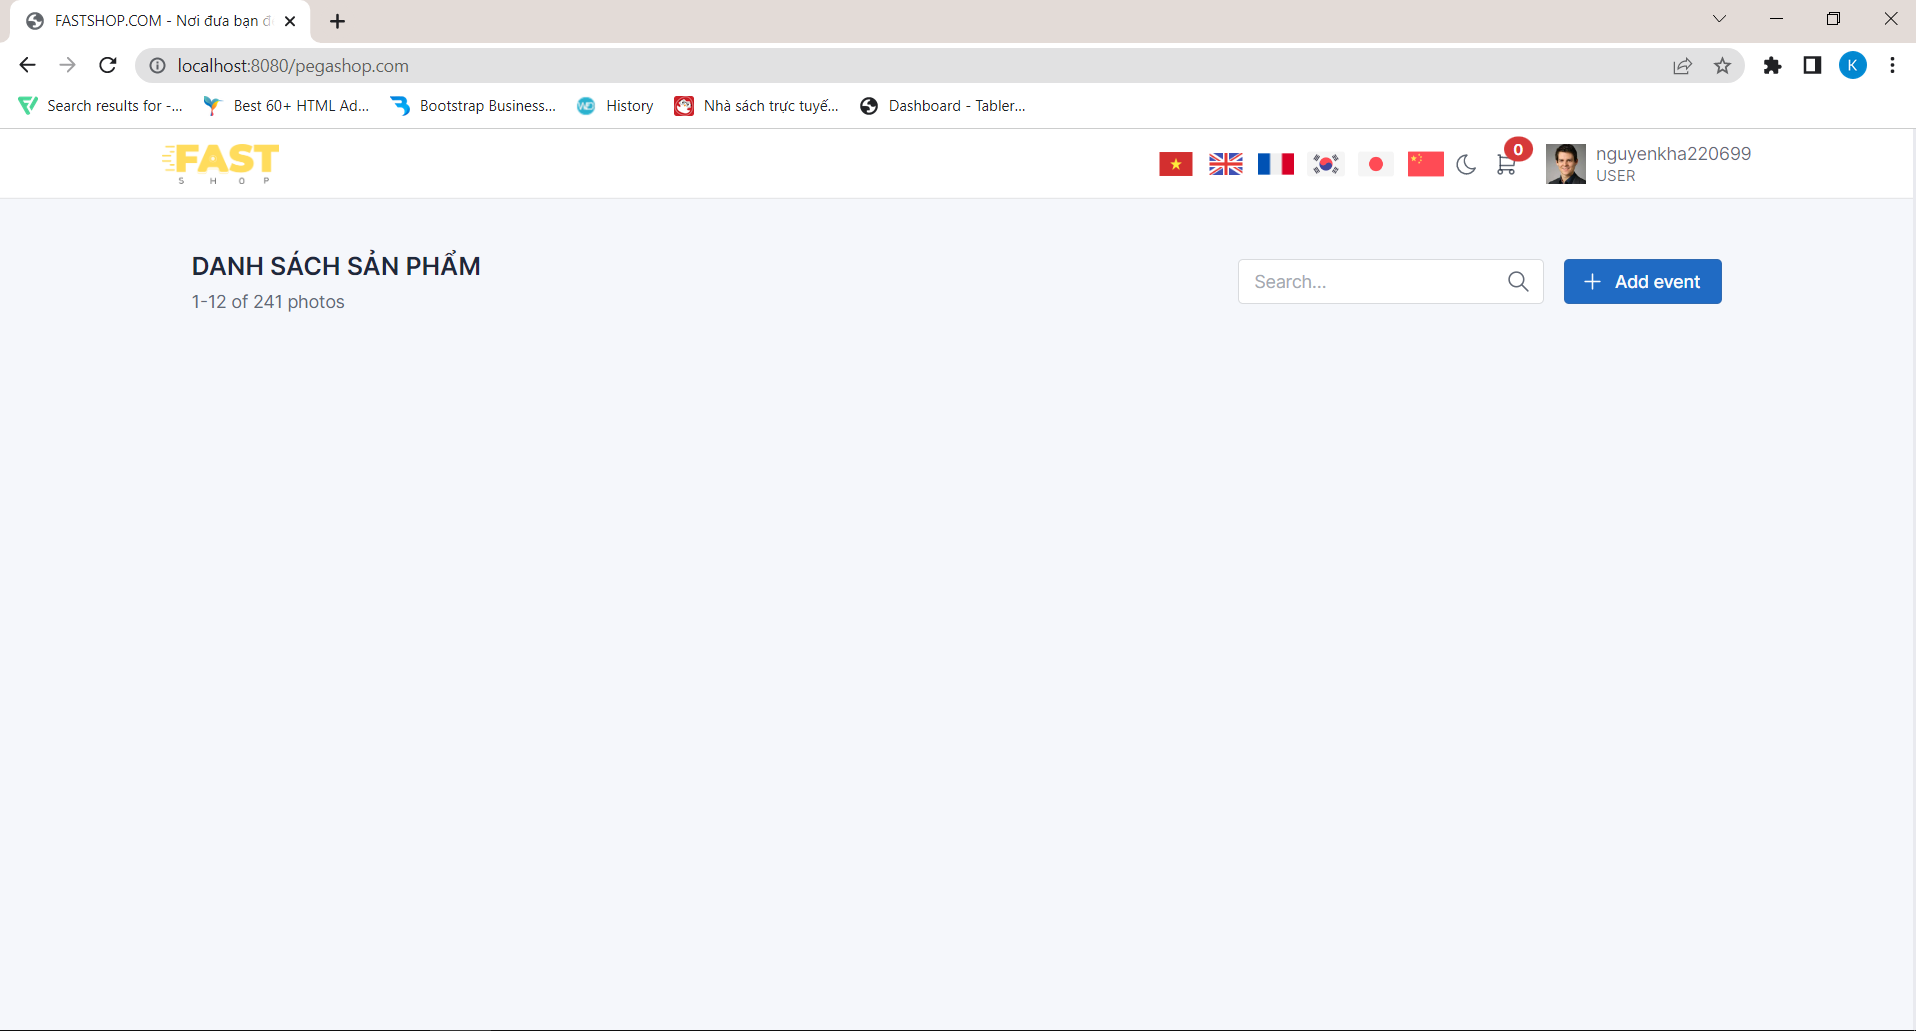 FASTSHOP.COM - Nơi đưa bạn đ
localhost:8080/pegashop.com
K
Search results for -...
Best 60+ HTML Ad...
Bootstrap Business...
History
Nhà sách trực tuyế...
Dashboard - Tabler...
FAST
SHOP
0
nguyenkha220699
USER
DANH SÁCH SẢN PHẨM
1-12 of 241 photos
Search...
Add event